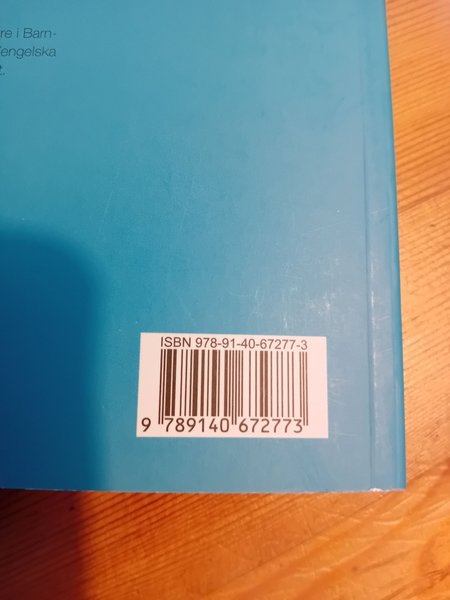 re i Barn-
engelska
t.
ISBN 978-91-40-67277-3
9 789140 672773